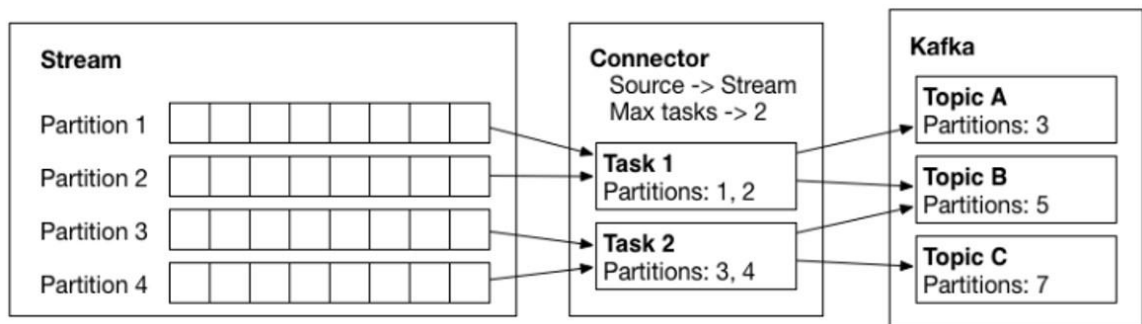 Stream
Partition 1
Partition 2
Partition 3
Partition 4
Connector
Source -> Stream
Max tasks -> 2
Task 1
Partitions: 1, 2
Task 2
Partitions: 3, 4
Kafka
Topic A
Partitions: 3
Topic B
Partitions: 5
Topic C
Partitions: 7